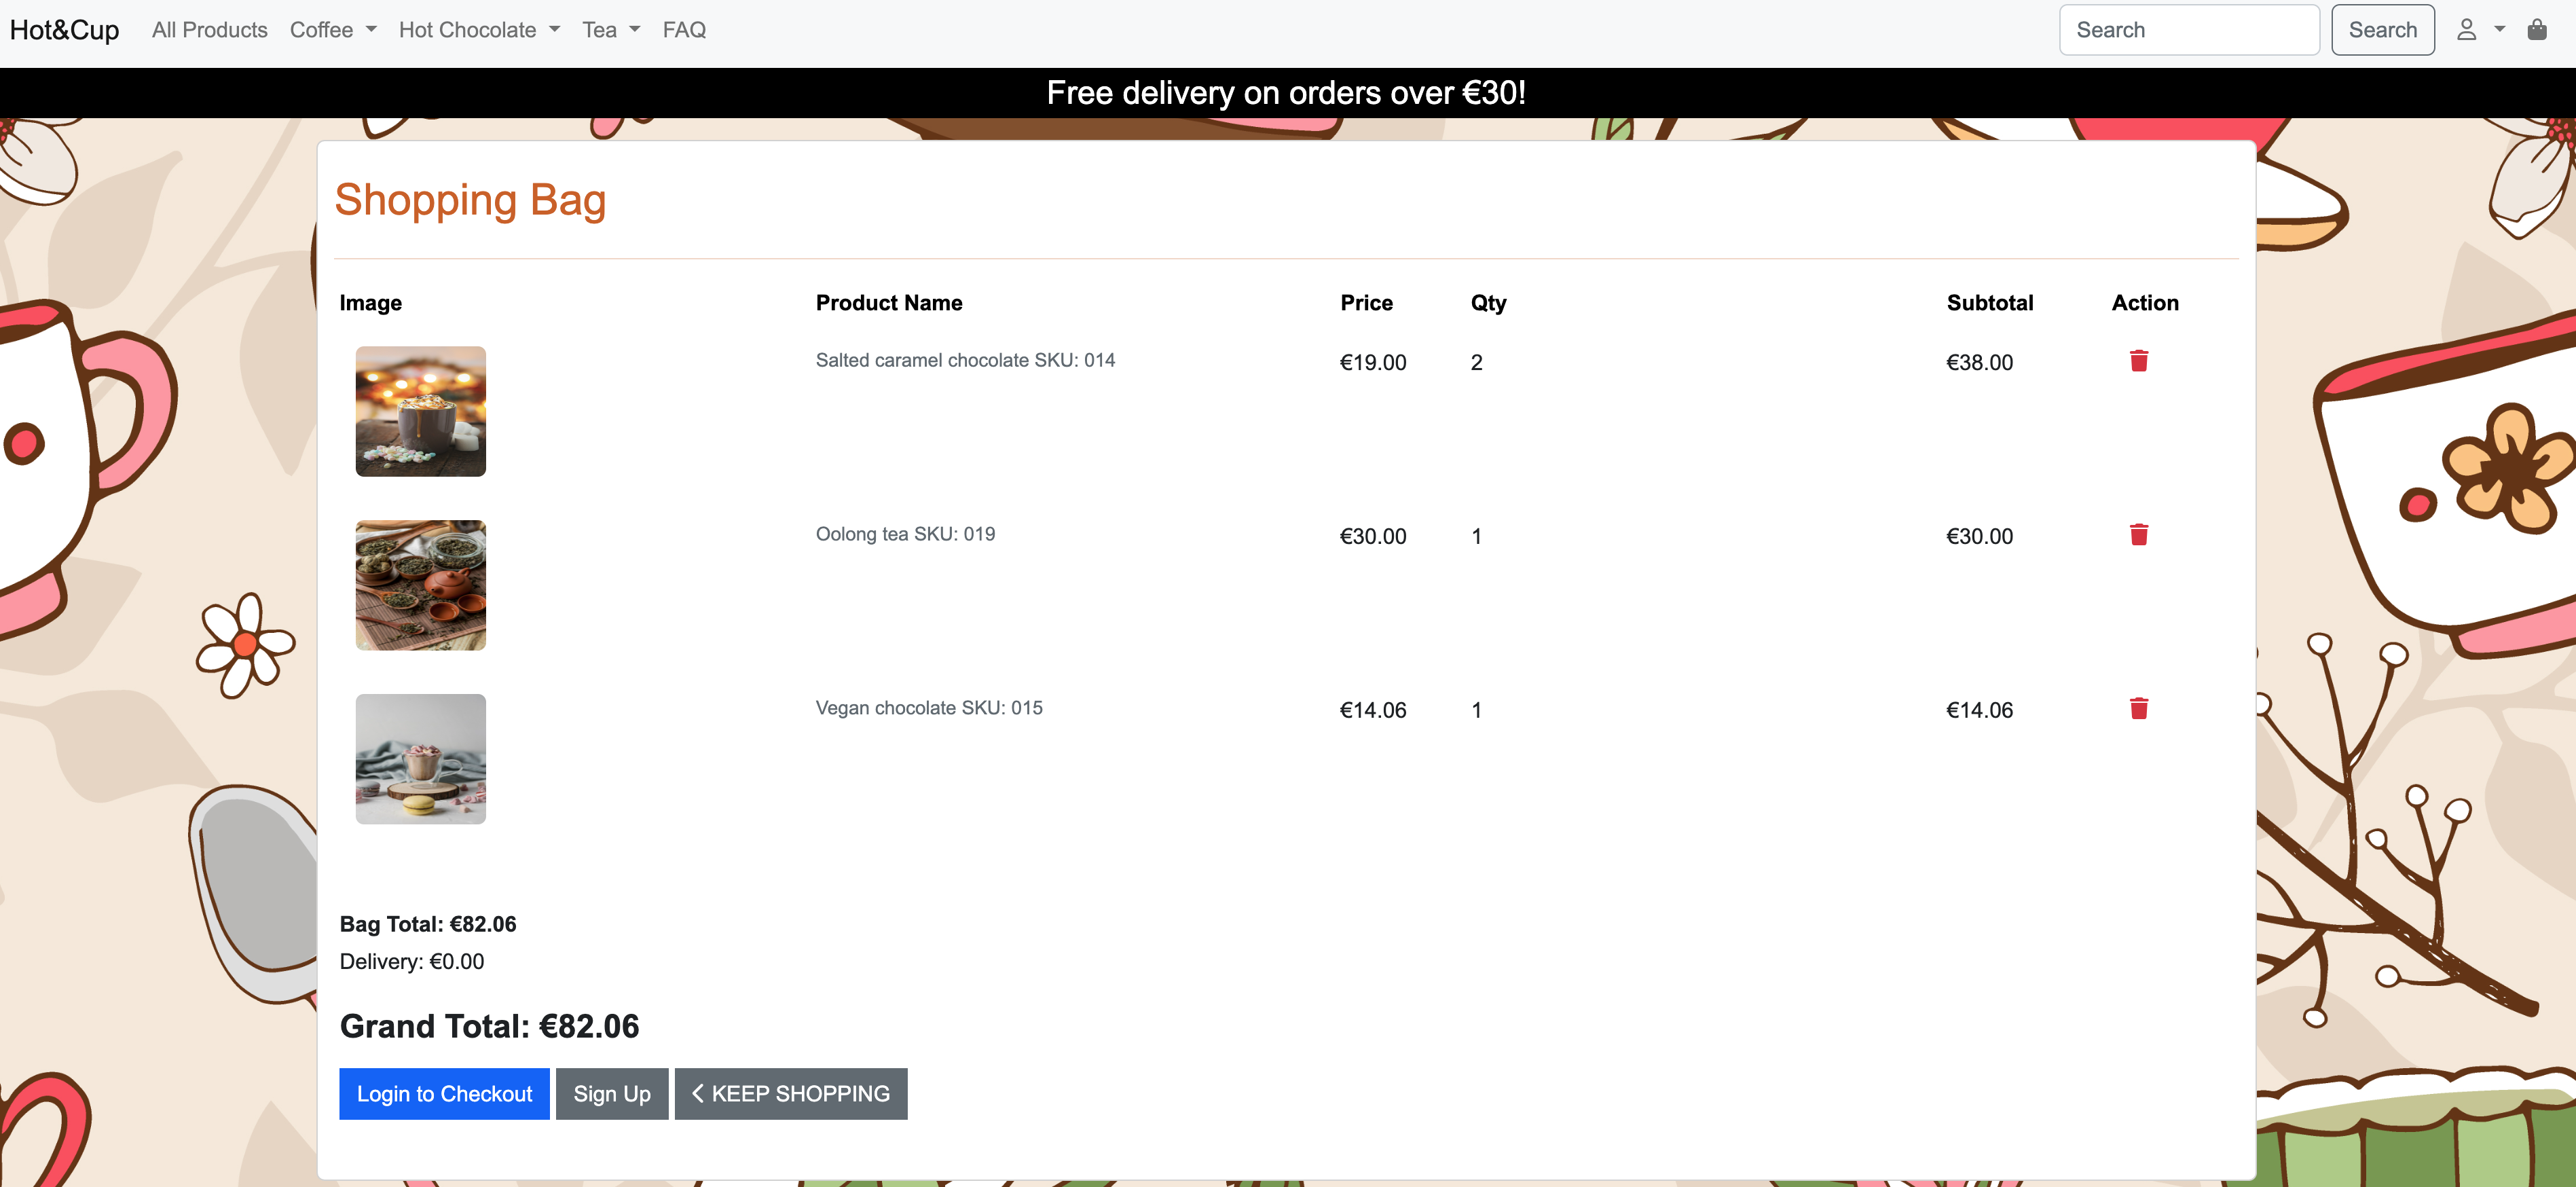 Hot&Cup All Products Coffee Hot Chocolate Tea FAQ Search Search
Free delivery on orders over €30!
Shopping Bag
Image Product Name Price Qty Subtotal Action
Salted caramel chocolate SKU: 014 €19.00 2 €38.00
Oolong tea SKU: 019 €30.00 1 €30.00
Vegan chocolate SKU: 015 €14.06 1 €14.06
Bag Total: €82.06
Delivery: €0.00
Grand Total: €82.06
Login to Checkout Sign Up KEEP SHOPPING